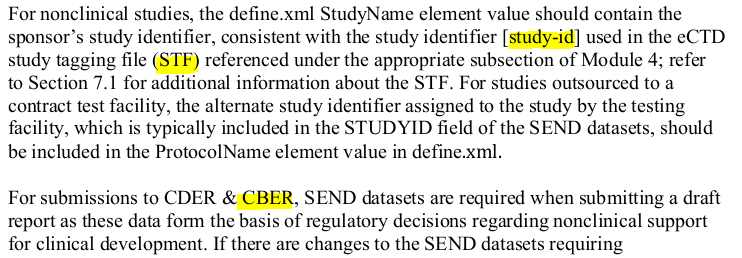 For nonclinical studies, the define.xml StudyName element value should contain the
sponsor’s study identifier, consistent with the study identifier [study-id] used in the eCTD
study tagging file (STF) referenced under the appropriate subsection of Module 4; refer
to Section 7.1 for additional information about the STF. For studies outsourced to a
contract test facility, the alternate study identifier assigned to the study by the testing
facility, which is typically included in the STUDYID field of the SEND datasets, should
be included in the ProtocolName element value in define.xml.
For submissions to CDER & CBER, SEND datasets are required when submitting a draft
report as these data form the basis of regulatory decisions regarding nonclinical support
for clinical development. If there are changes to the SEND datasets requiring